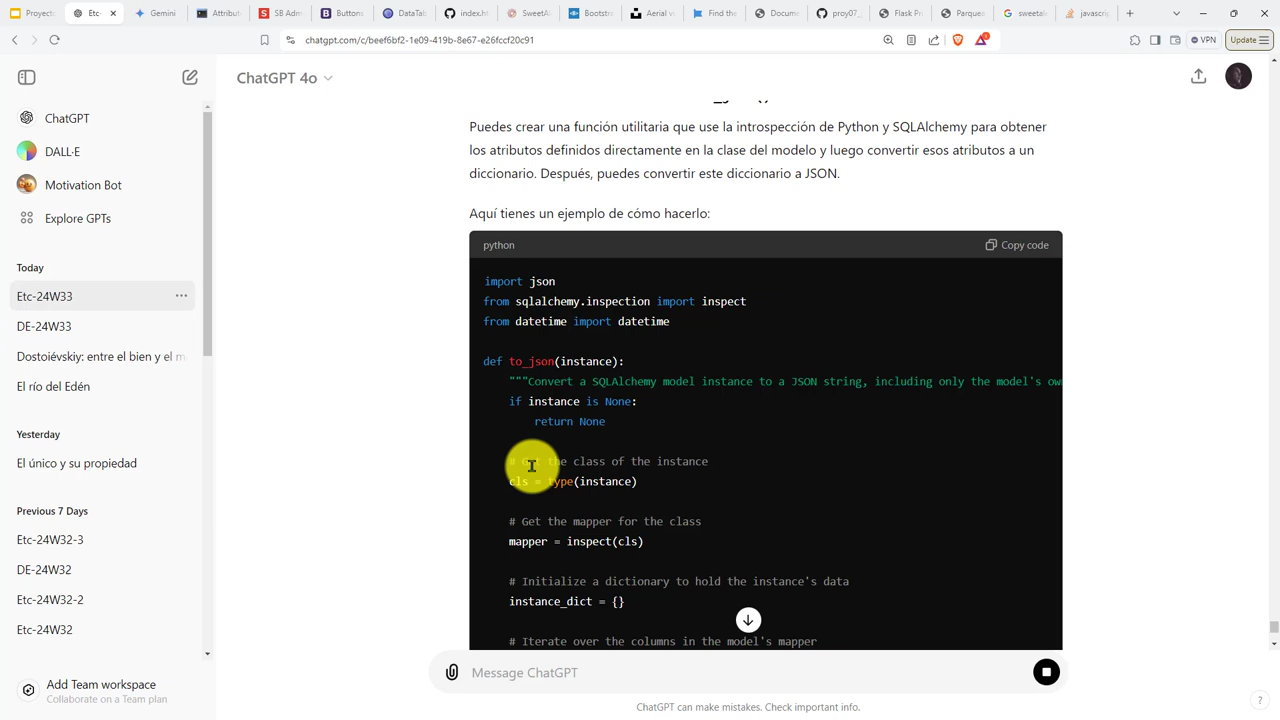 Proyecto
Etc
Gemini
Attribut
SB Adm
Buttons
DataTab
index.ht
SweetAl
Bootstra
Aerial v
Find the
Docume
proy07_
Flask Pr
Parquea
sweetale
javascrip
chatgpt.com/c/beef6bf2-1e09-419b-8e67-e26fccf20c91
VPN
Update
ChatGPT 4o
ChatGPT
DALL·E
Motivation Bot
Explore GPTs
Today
Etc-24W33
DE-24W33
Dostoiévskiy: entre el bien y el m
El río del Edén
Yesterday
El único y su propiedad
Previous 7 Days
Etc-24W32-3
DE-24W32
Etc-24W32-2
Etc-24W32
Add Team workspace
Collaborate on a Team plan
Puedes crear una función utilitaria que use la introspección de Python y SQLAlchemy para obtener
los atributos definidos directamente en la clase del modelo y luego convertir esos atributos a un
diccionario. Después, puedes convertir este diccionario a JSON.
Aquí tienes un ejemplo de cómo hacerlo:
python
Copy code
import json
from sqlalchemy.inspection import inspect
from datetime import datetime
def to_json(instance):
"""Convert a SQLAlchemy model instance to a JSON string, including only the model's ow
if instance is None:
return None
# Get the class of the instance
cls = type(instance)
# Get the mapper for the class
mapper = inspect(cls)
# Initialize a dictionary to hold the instance's data
instance_dict = {}
# Iterate over the columns in the model's mapper
Message ChatGPT
ChatGPT can make mistakes. Check important info.
?